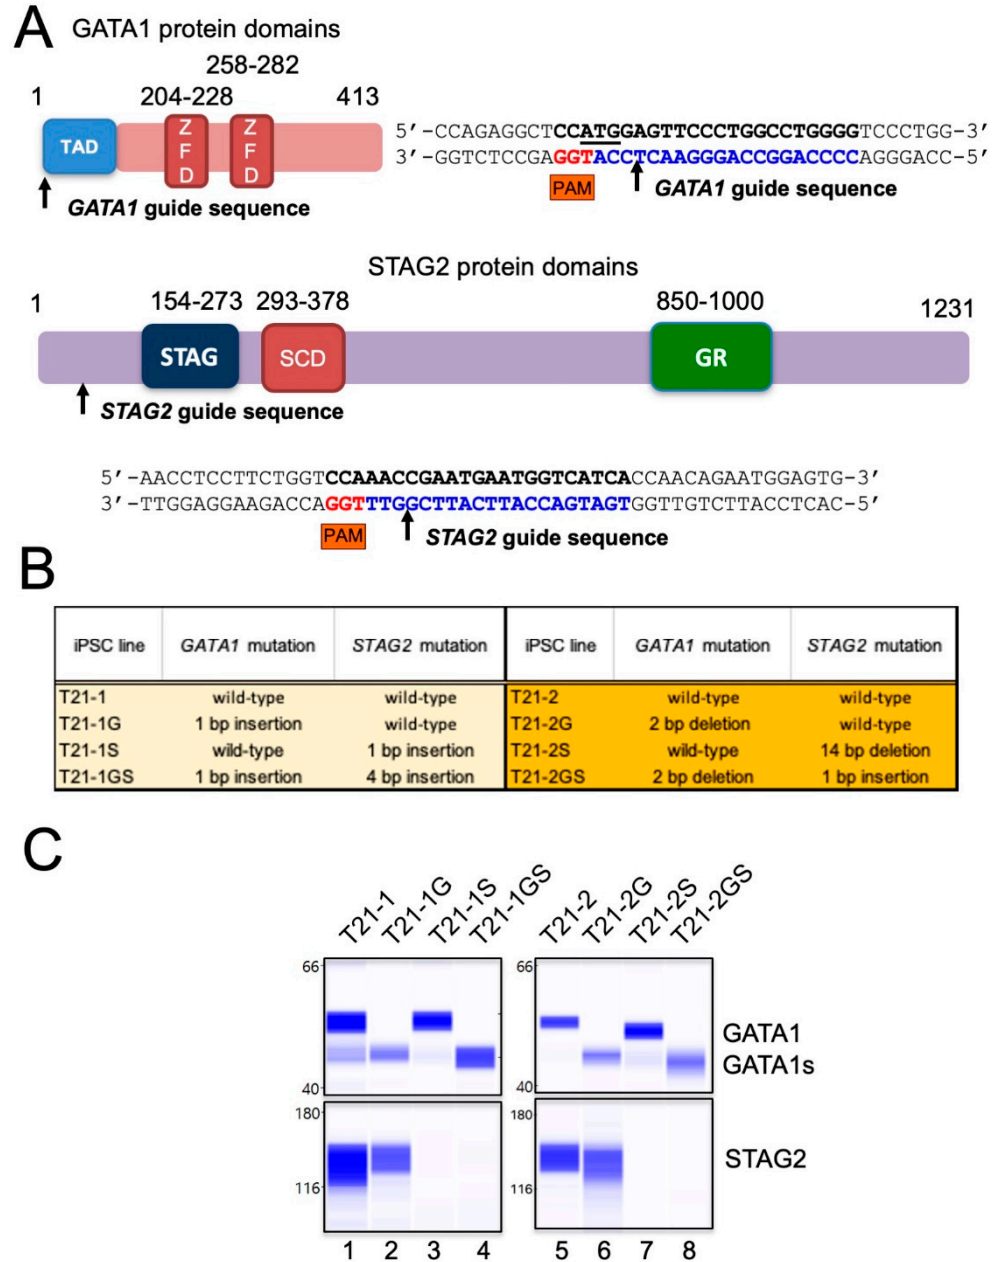 A
GATA1 protein domains
258-282
1 204-228 413
TAD ZFD ZFD
GATA1 guide sequence
5′-CCAGAGGCTCCATGGAGTTCCCTGGCCTGGGGTCCCTGG-3′
3′-GGTCTCCGAGGTACCTCAAGGGACCGGACCCCAGGGACC-5′
PAM GATA1 guide sequence
STAG2 protein domains
1 154-273 293-378 850-1000 1231
STAG SCD GR
STAG2 guide sequence
5′-AACCTCCTTCTGGTCCAAACCGAATGAATGGTCATCACCAACAGAATGGAGTG-3′
3′-TTGGAGGAAGACCAGGTTTGGCTTACTTACCAGTAGTGGTTGTCTTACCTCAC-5′
PAM STAG2 guide sequence
B
iPSC line GATA1 mutation STAG2 mutation iPSC line GATA1 mutation STAG2 mutation
T21-1 wild-type wild-type T21-2 wild-type wild-type
T21-1G 1 bp insertion wild-type T21-2G 2 bp deletion wild-type
T21-1S wild-type 1 bp insertion T21-2S wild-type 14 bp deletion
T21-1GS 1 bp insertion 4 bp insertion T21-2GS 2 bp deletion 1 bp insertion
C
T21-1 T21-1G T21-1S T21-1GS T21-2 T21-2G T21-2S T21-2GS
66 66
GATA1
GATA1s
40 40
180 180
STAG2
116 116
1 2 3 4 5 6 7 8